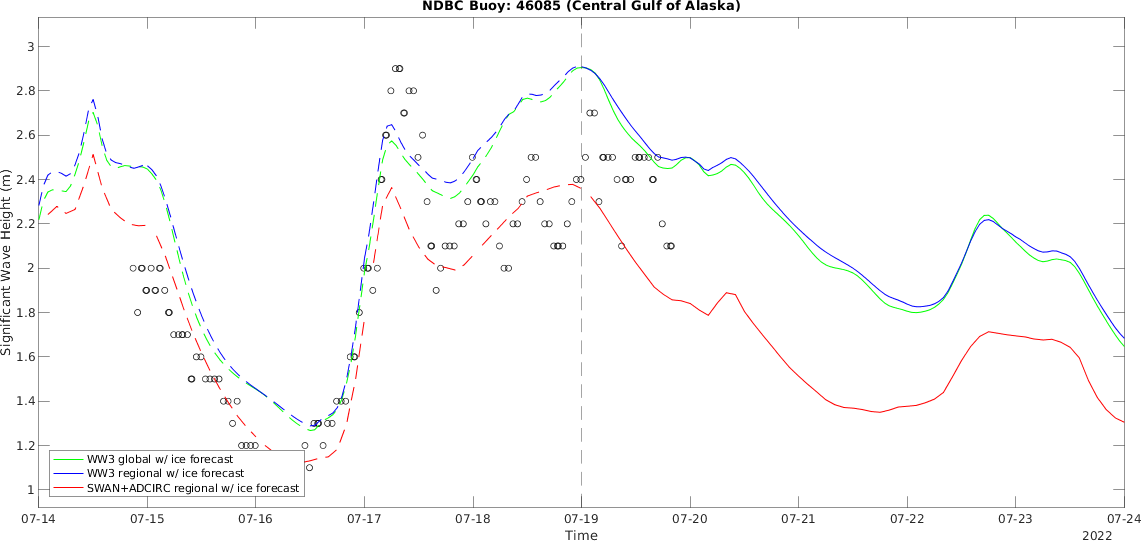 NDBC Buoy: 46085 (Central Gulf of Alaska)
3
2.8
2.6
2.4
2.2
2
1.8
1.6
1.4
1.2
1
Significant Wave Height (m)
WW3 global w/ ice forecast
WW3 regional w/ ice forecast
SWAN+ADCIRC regional w/ ice forecast
07-14 07-15 07-16 07-17 07-18 07-19 07-20 07-21 07-22 07-23 07-24
Time
2022